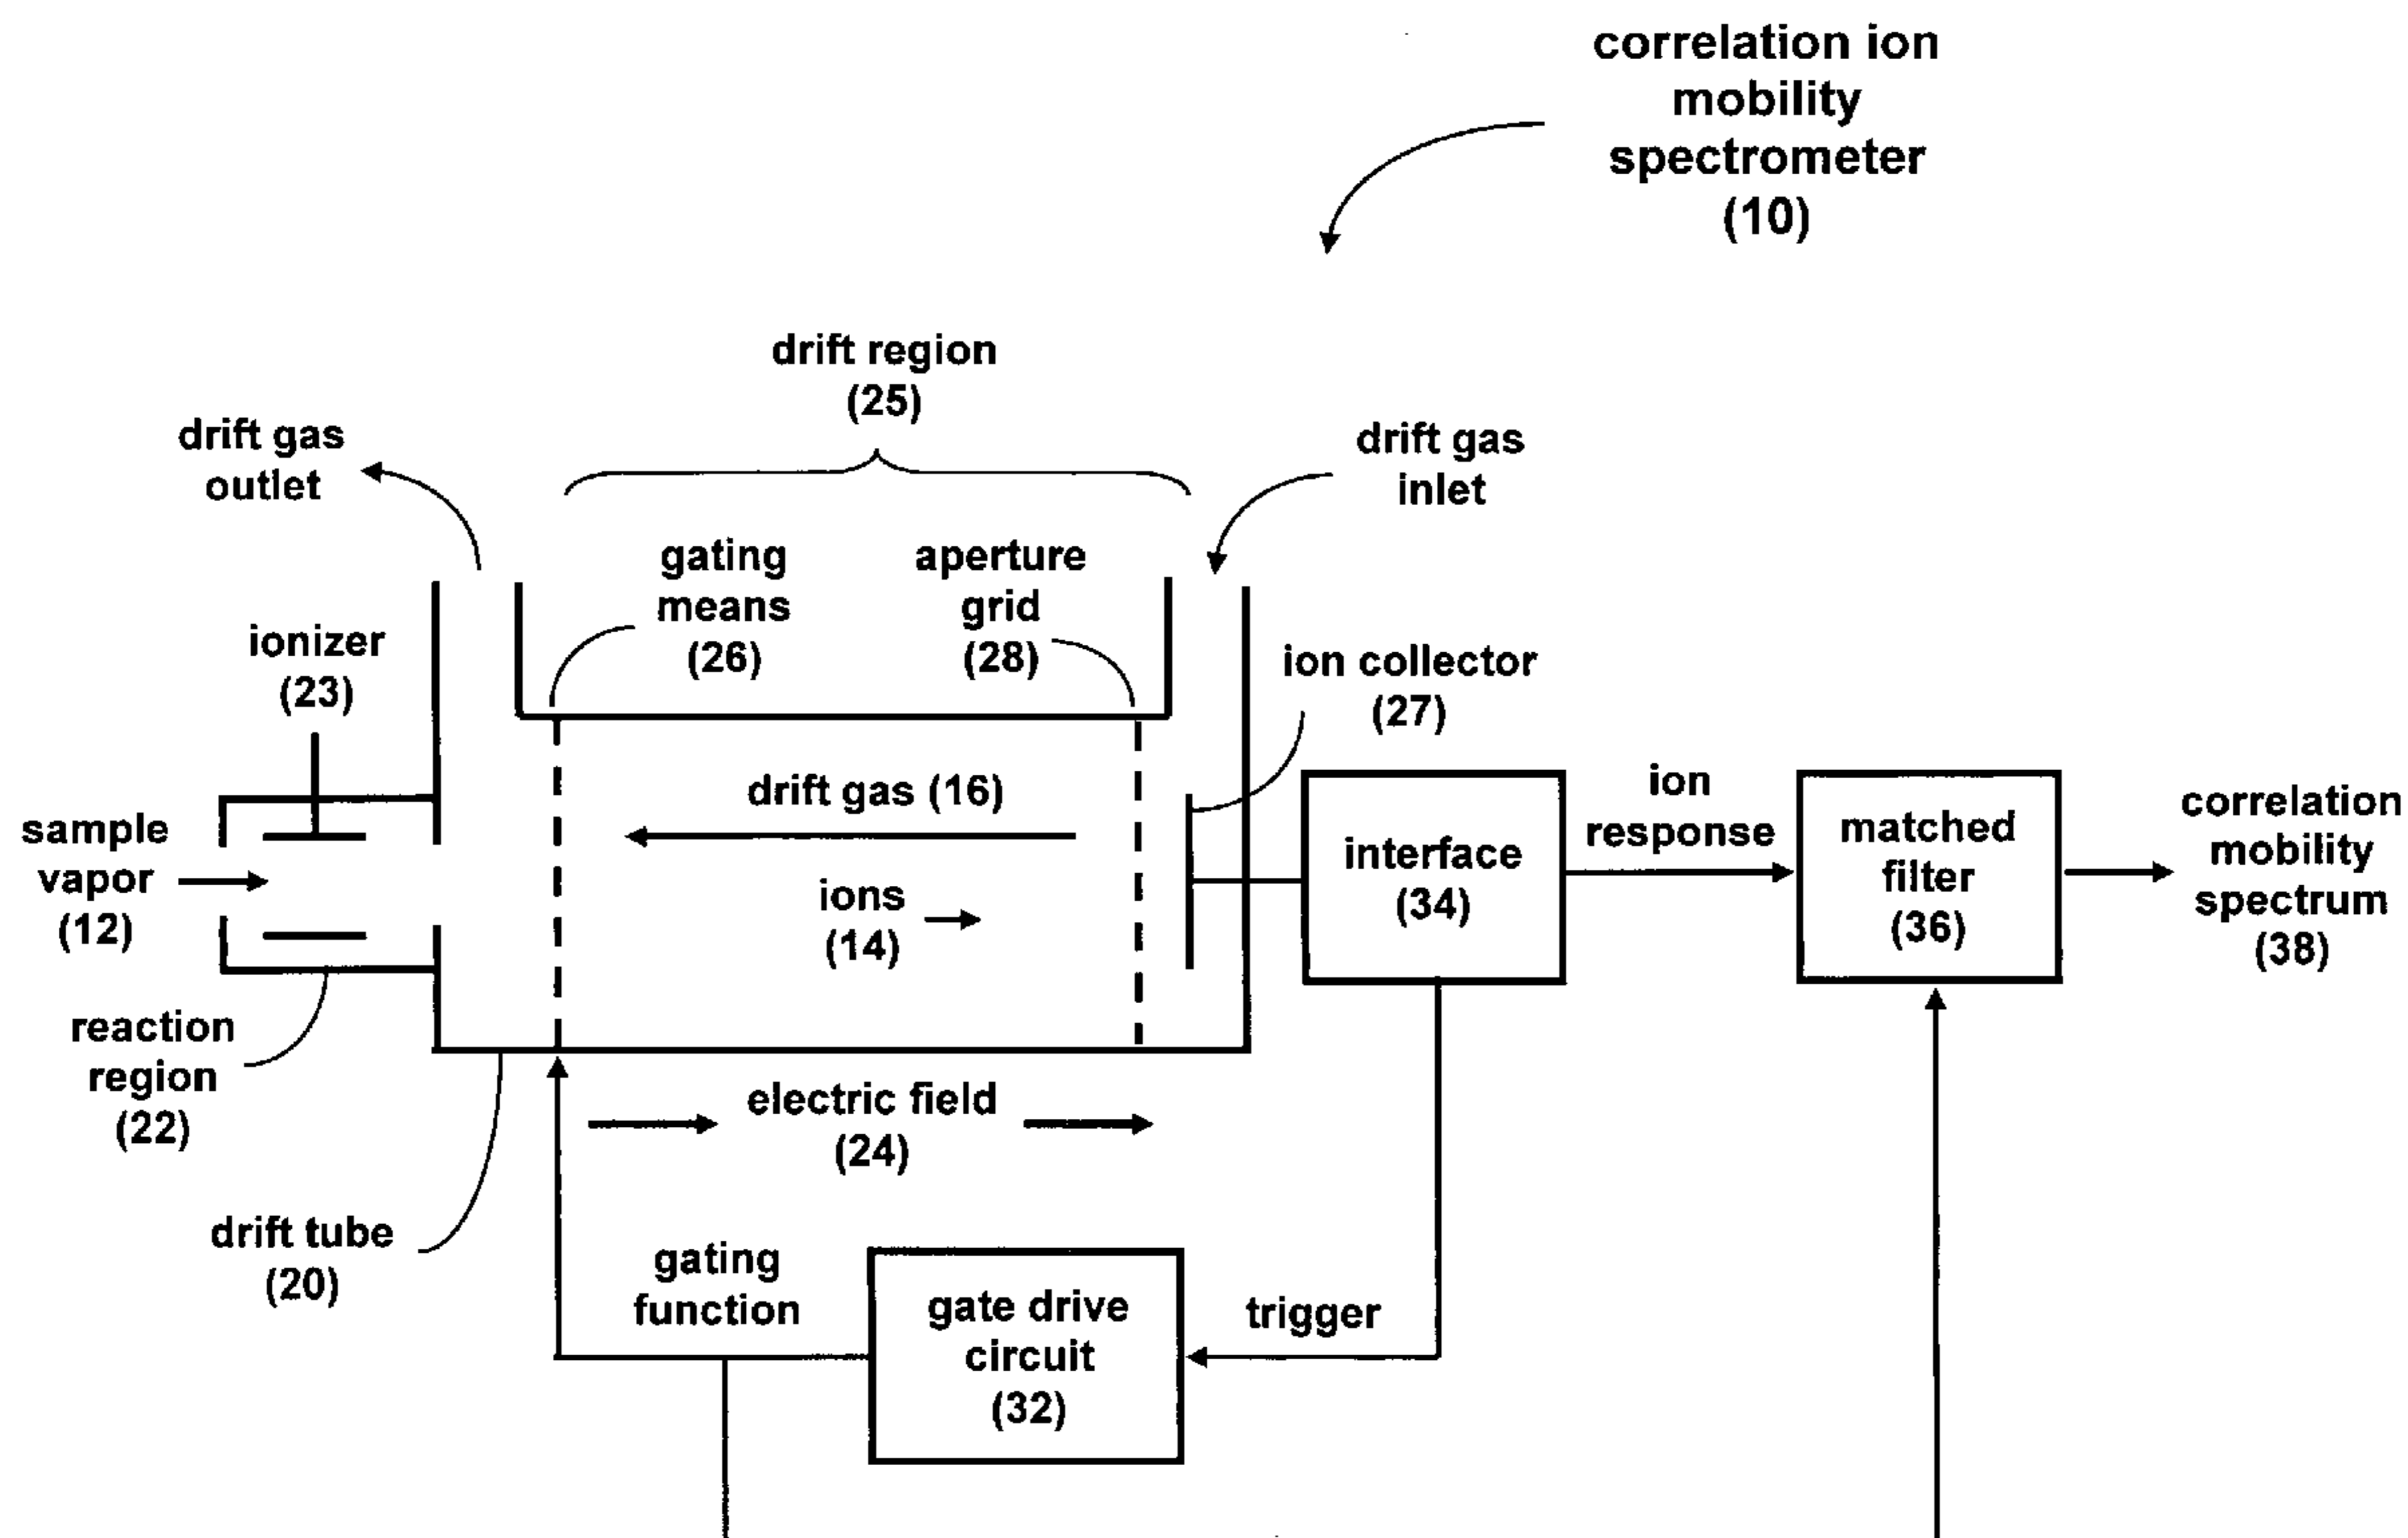 correlation ion
mobility
spectrometer
(10)
drift region
(25)
drift gas
outlet
drift gas
inlet
gating
means
(26)
aperture
grid
(28)
ionizer
(23)
ion collector
(27)
drift gas (16)
ions
(14)
sample
vapor
(12)
interface
(34)
ion
response
matched
filter
(36)
correlation
mobility
spectrum
(38)
reaction
region
(22)
electric field
(24)
drift tube
(20)
gating
function
gate drive
circuit
(32)
trigger